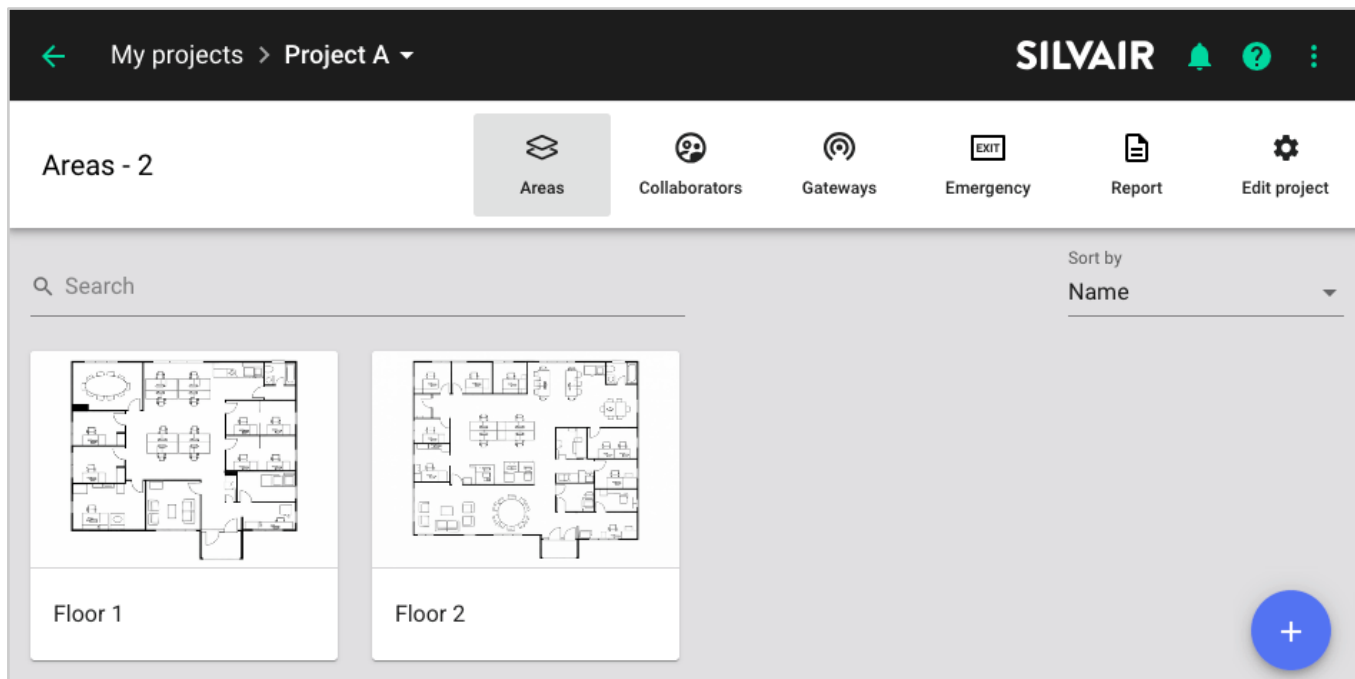 My projects > Project A
SILVAIR
Areas - 2
Areas
Collaborators
Gateways
EXIT
Emergency
Report
Edit project
Search
Sort by
Name
Floor 1
Floor 2